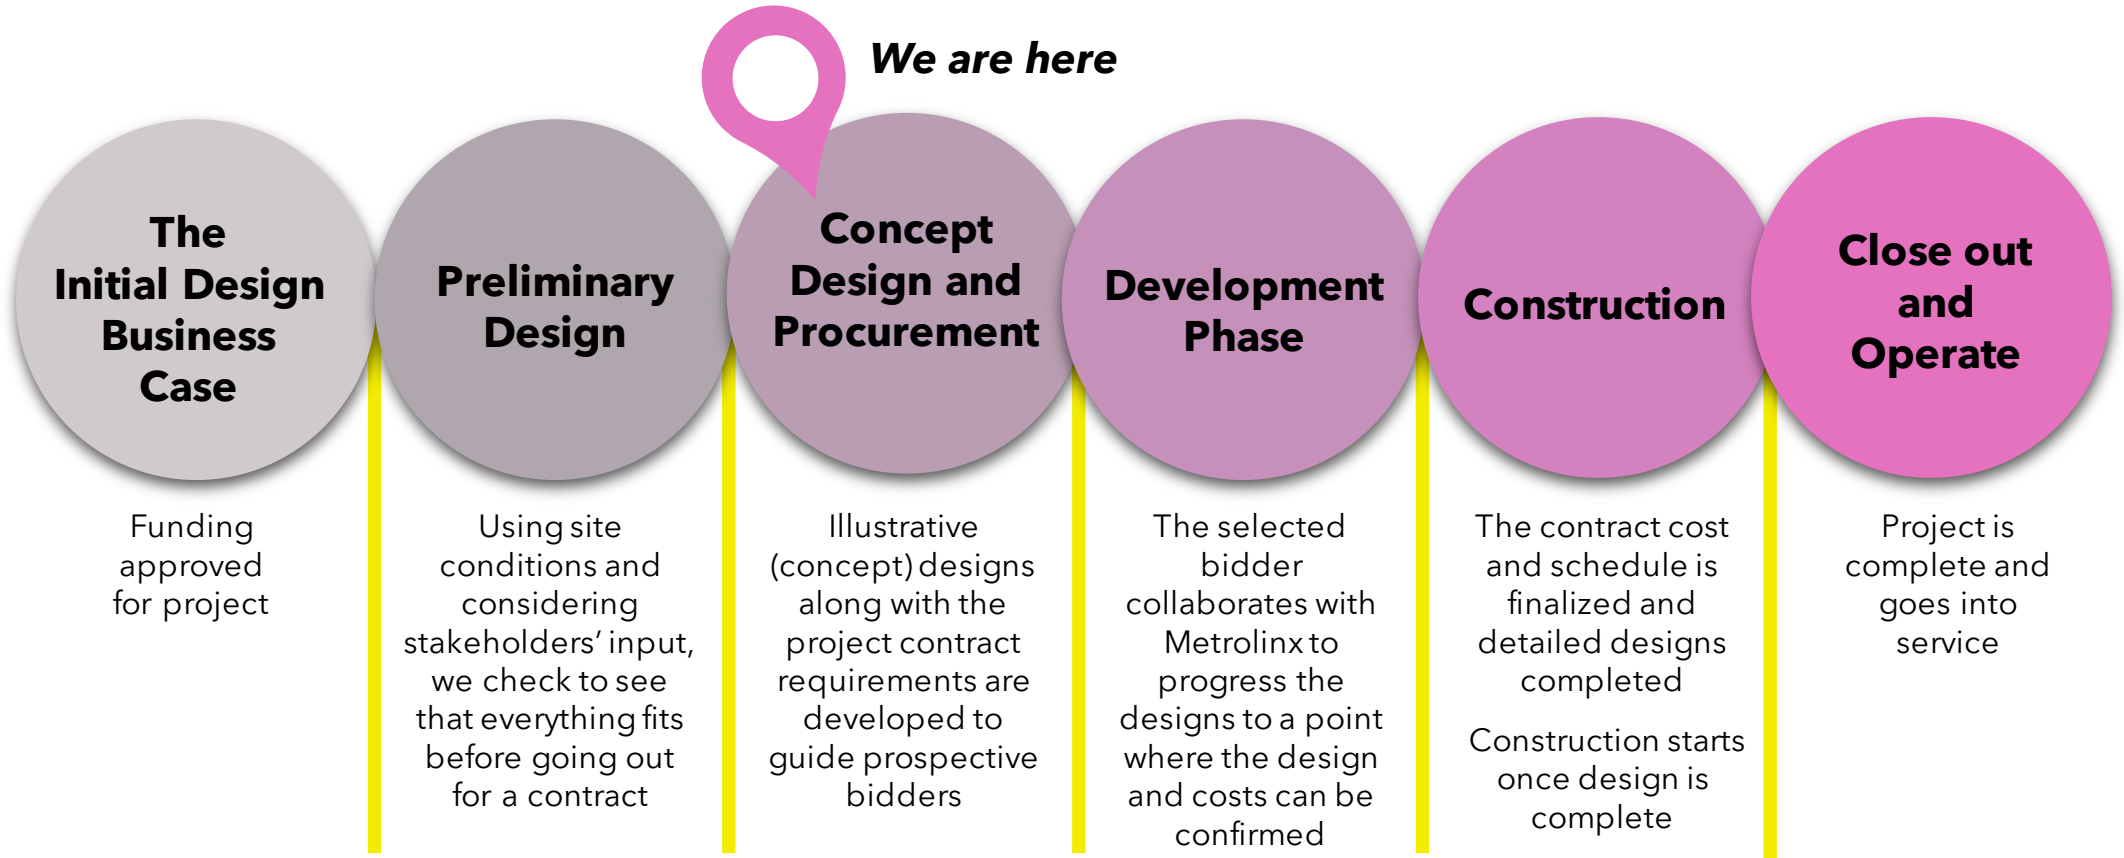 We are here
The
Initial Design
Business
Case
Preliminary
Design
Concept
Design and
Procurement
Development
Phase
Construction
Close out
and
Operate
Funding
approved
for project
Using site
conditions and
considering
stakeholders’ input,
we check to see
that everything fits
before going out
for a contract
Illustrative
(concept) designs
along with the
project contract
requirements are
developed to
guide prospective
bidders
The selected
bidder
collaborates with
Metrolinx to
progress the
designs to a point
where the design
and costs can be
confirmed
The contract cost
and schedule is
finalized and
detailed designs
completed
Construction starts
once design is
complete
Project is
complete and
goes into
service